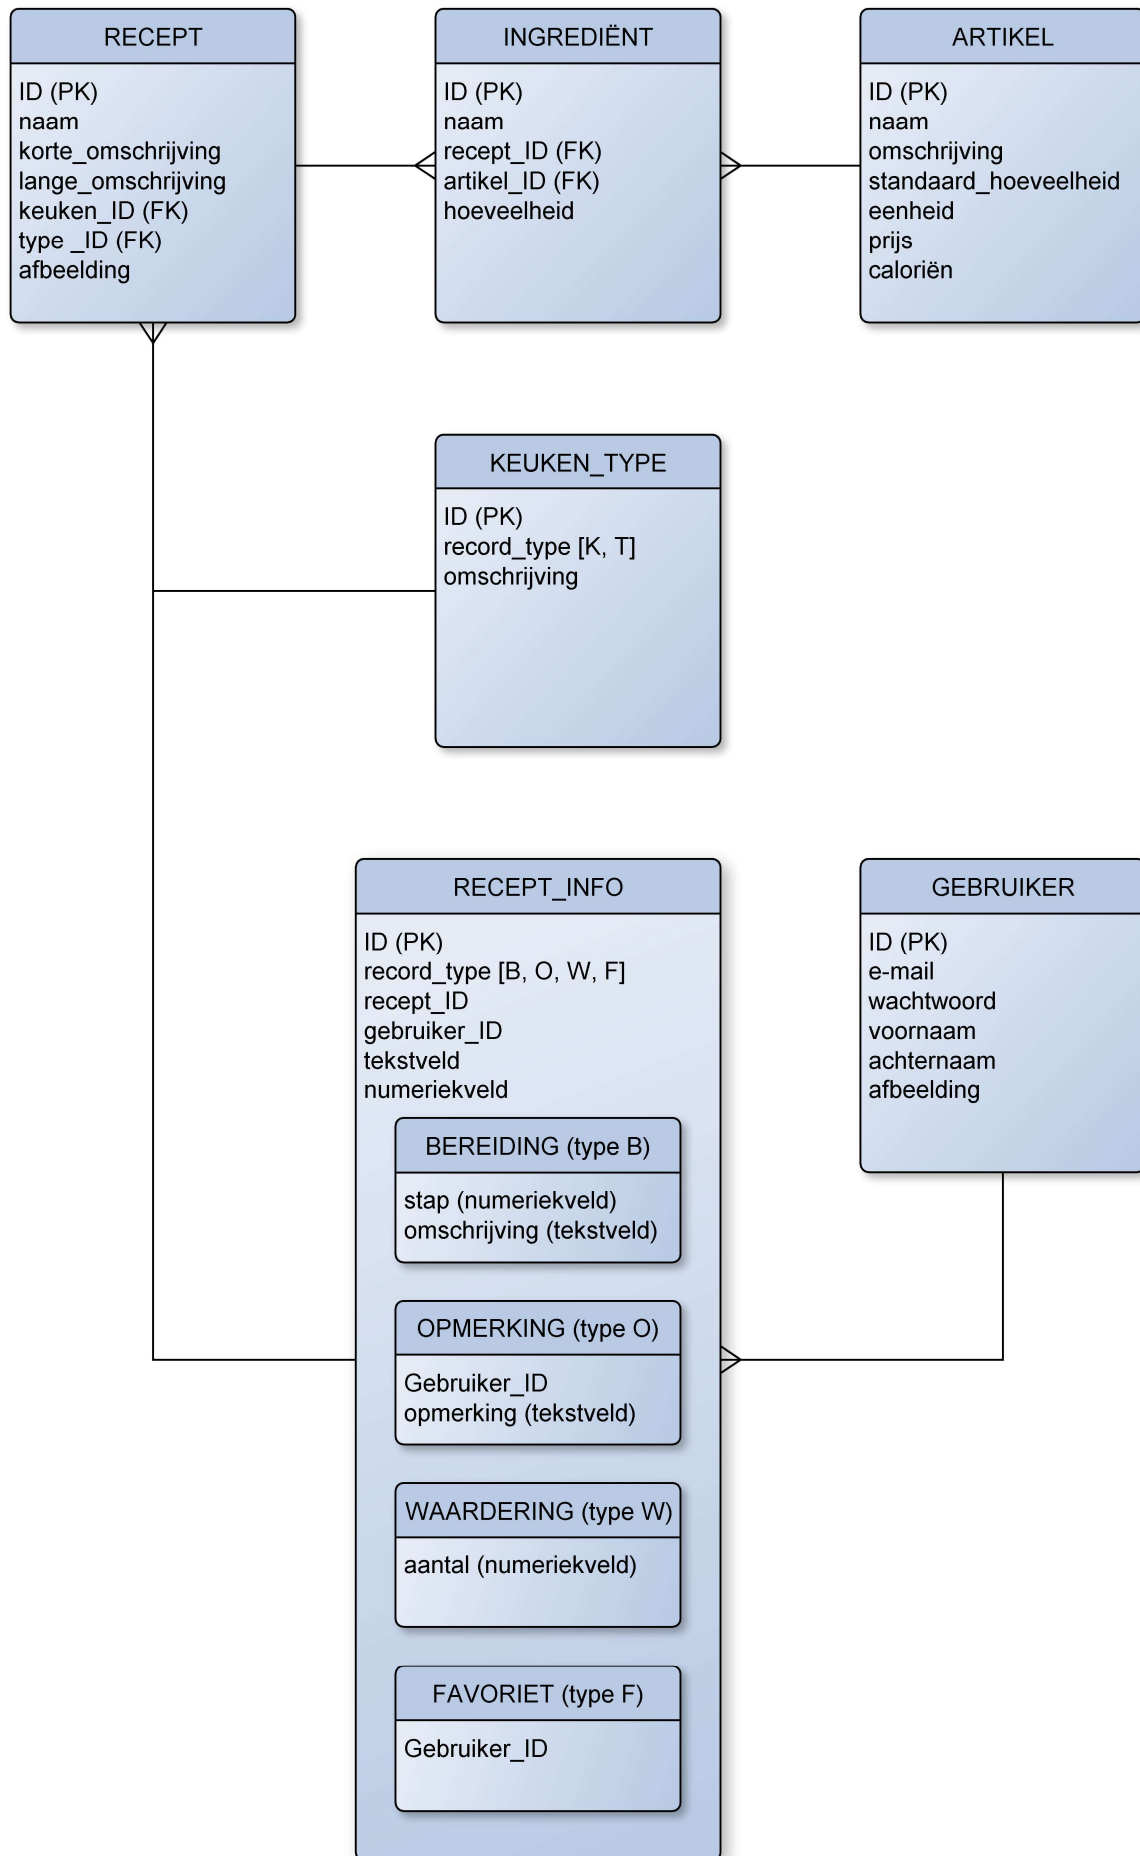 RECEPT
ID (PK)
naam
korte_omschrijving
lange_omschrijving
keuken_ID (FK)
type _ID (FK)
afbeelding
INGREDIËNT
ID (PK)
naam
recept_ID (FK)
artikel_ID (FK)
hoeveelheid
ARTIKEL
ID (PK)
naam
omschrijving
standaard_hoeveelheid
eenheid
prijs
caloriën
KEUKEN_TYPE
ID (PK)
record_type [K, T]
omschrijving
RECEPT_INFO
ID (PK)
record_type [B, O, W, F]
recept_ID
gebruiker_ID
tekstveld
numeriekveld
BEREIDING (type B)
stap (numeriekveld)
omschrijving (tekstveld)
OPMERKING (type O)
Gebruiker_ID
opmerking (tekstveld)
WAARDERING (type W)
aantal (numeriekveld)
FAVORIET (type F)
Gebruiker_ID
GEBRUIKER
ID (PK)
e-mail
wachtwoord
voornaam
achternaam
afbeelding